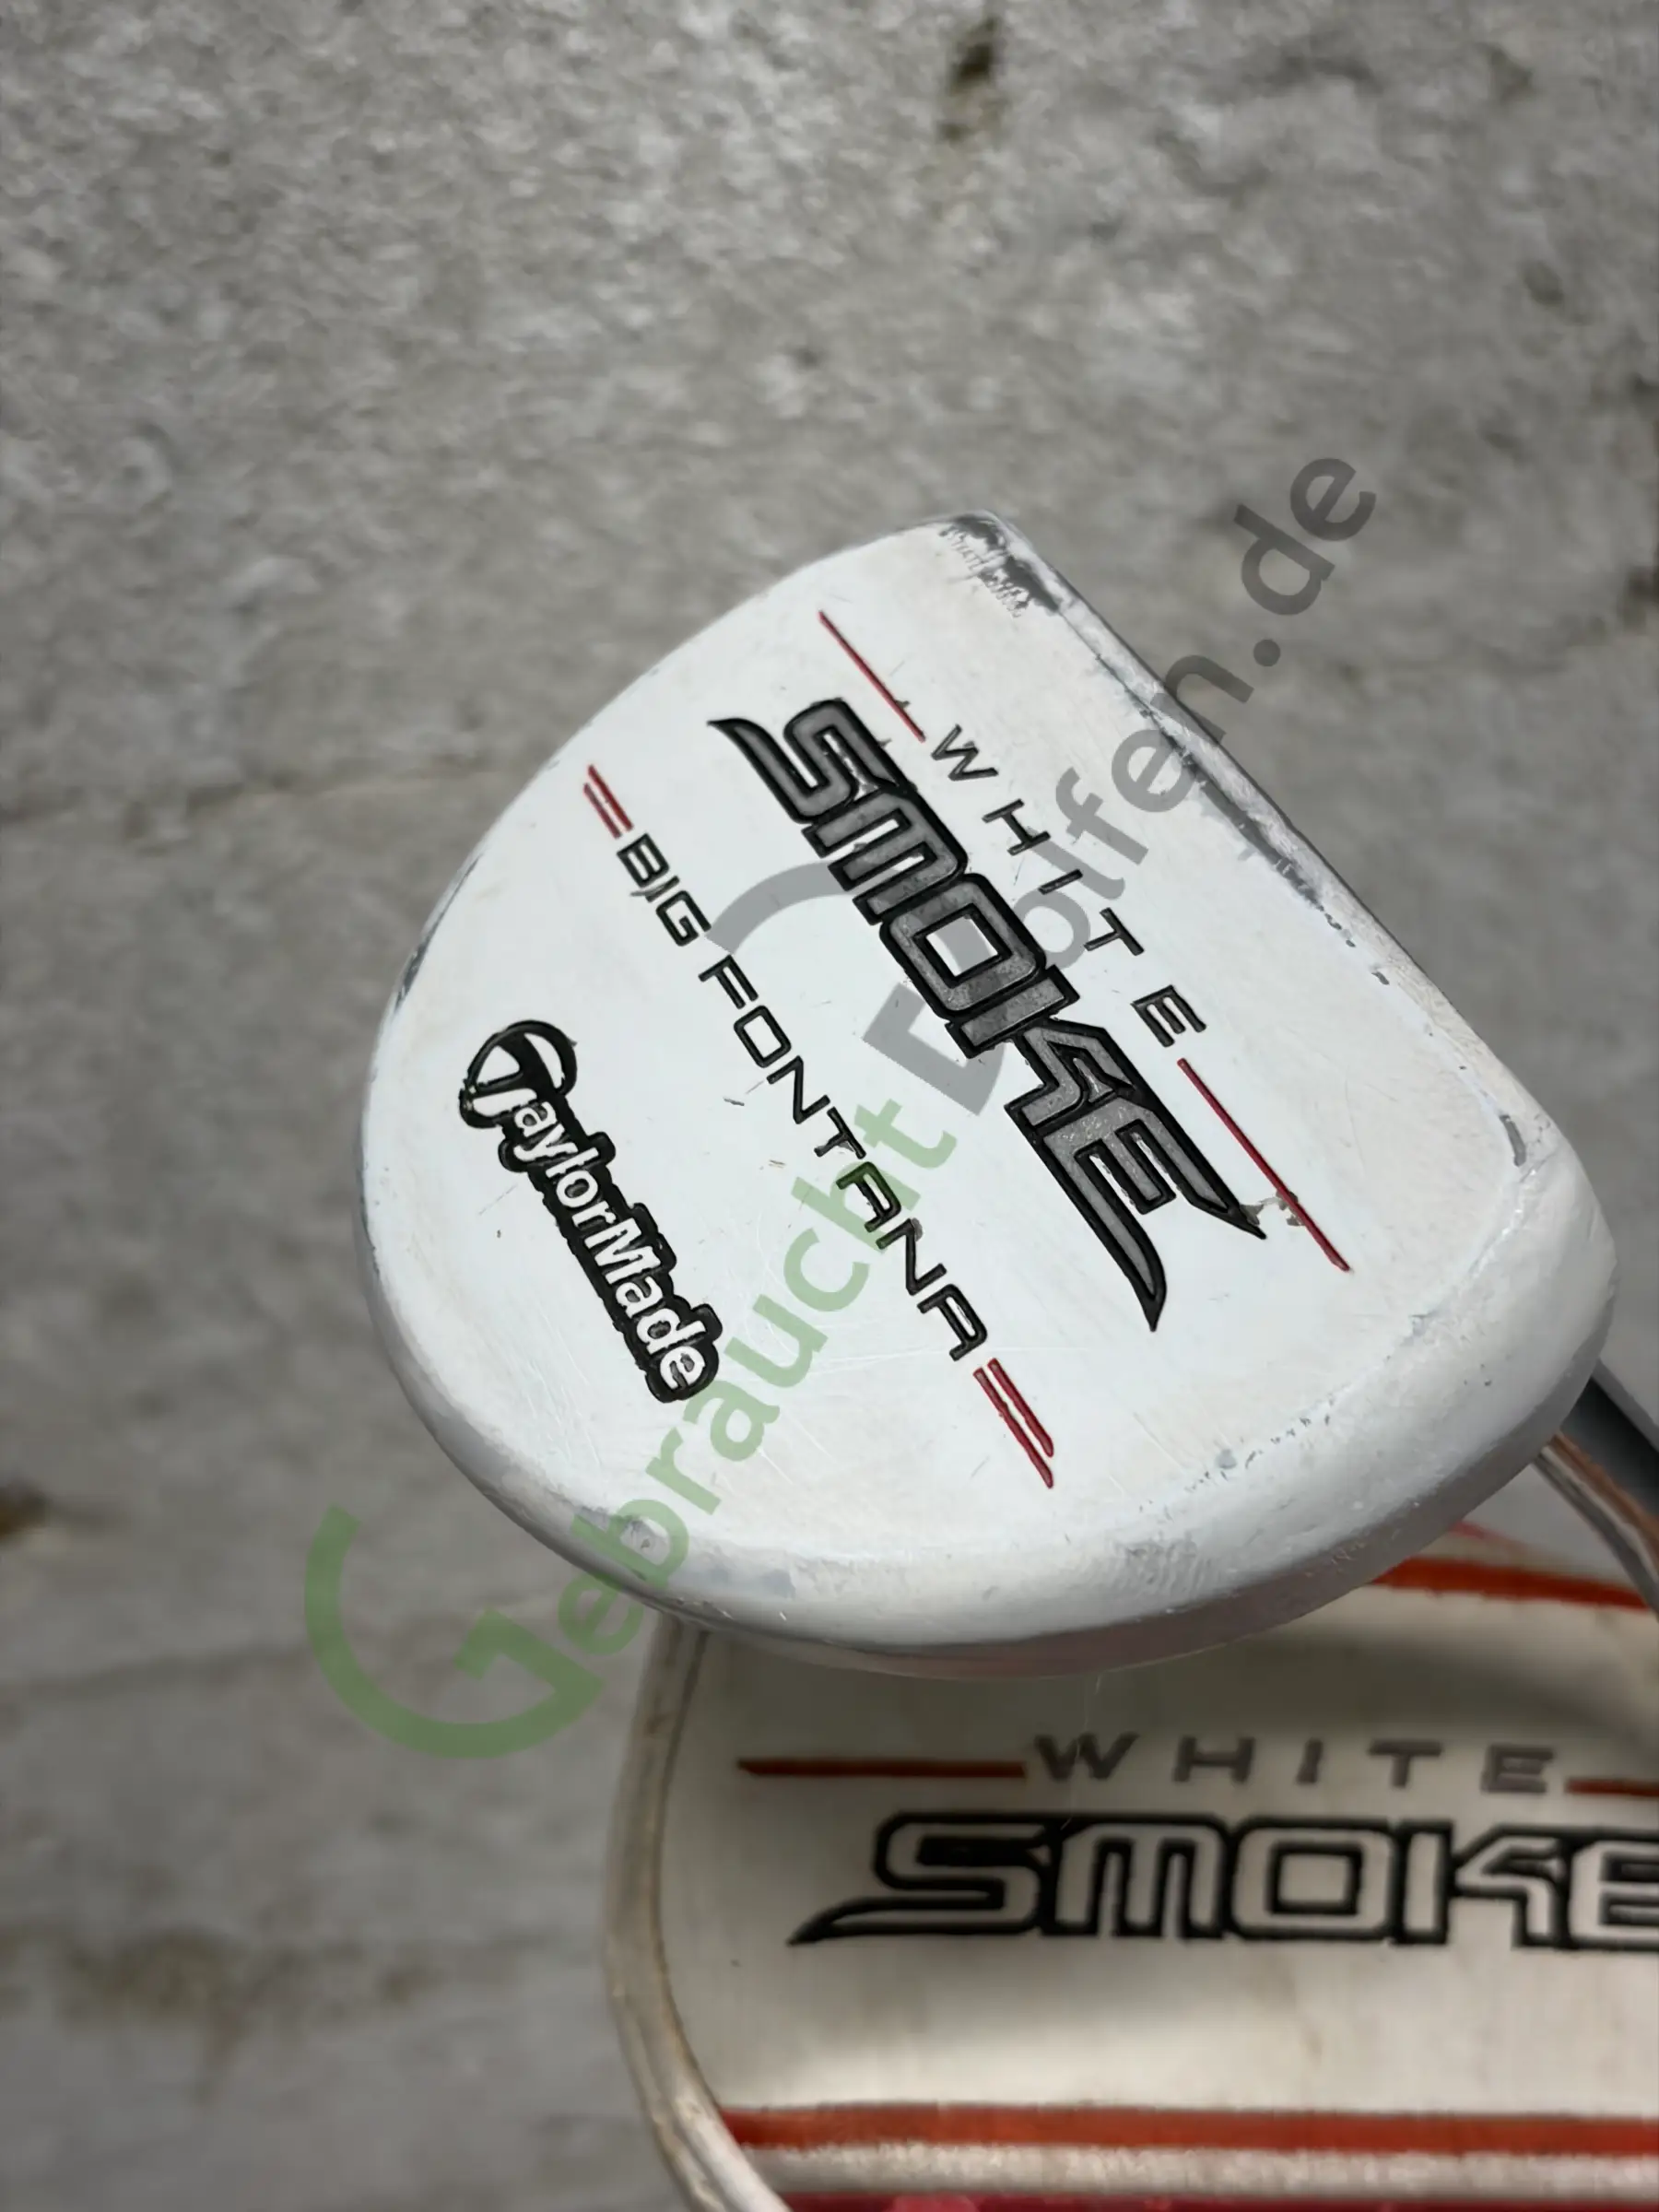 WHITE
SMOKE
BIG FONTANA
TaylorMade
GebrauchtGolfen.de
WHITE
SMOKE